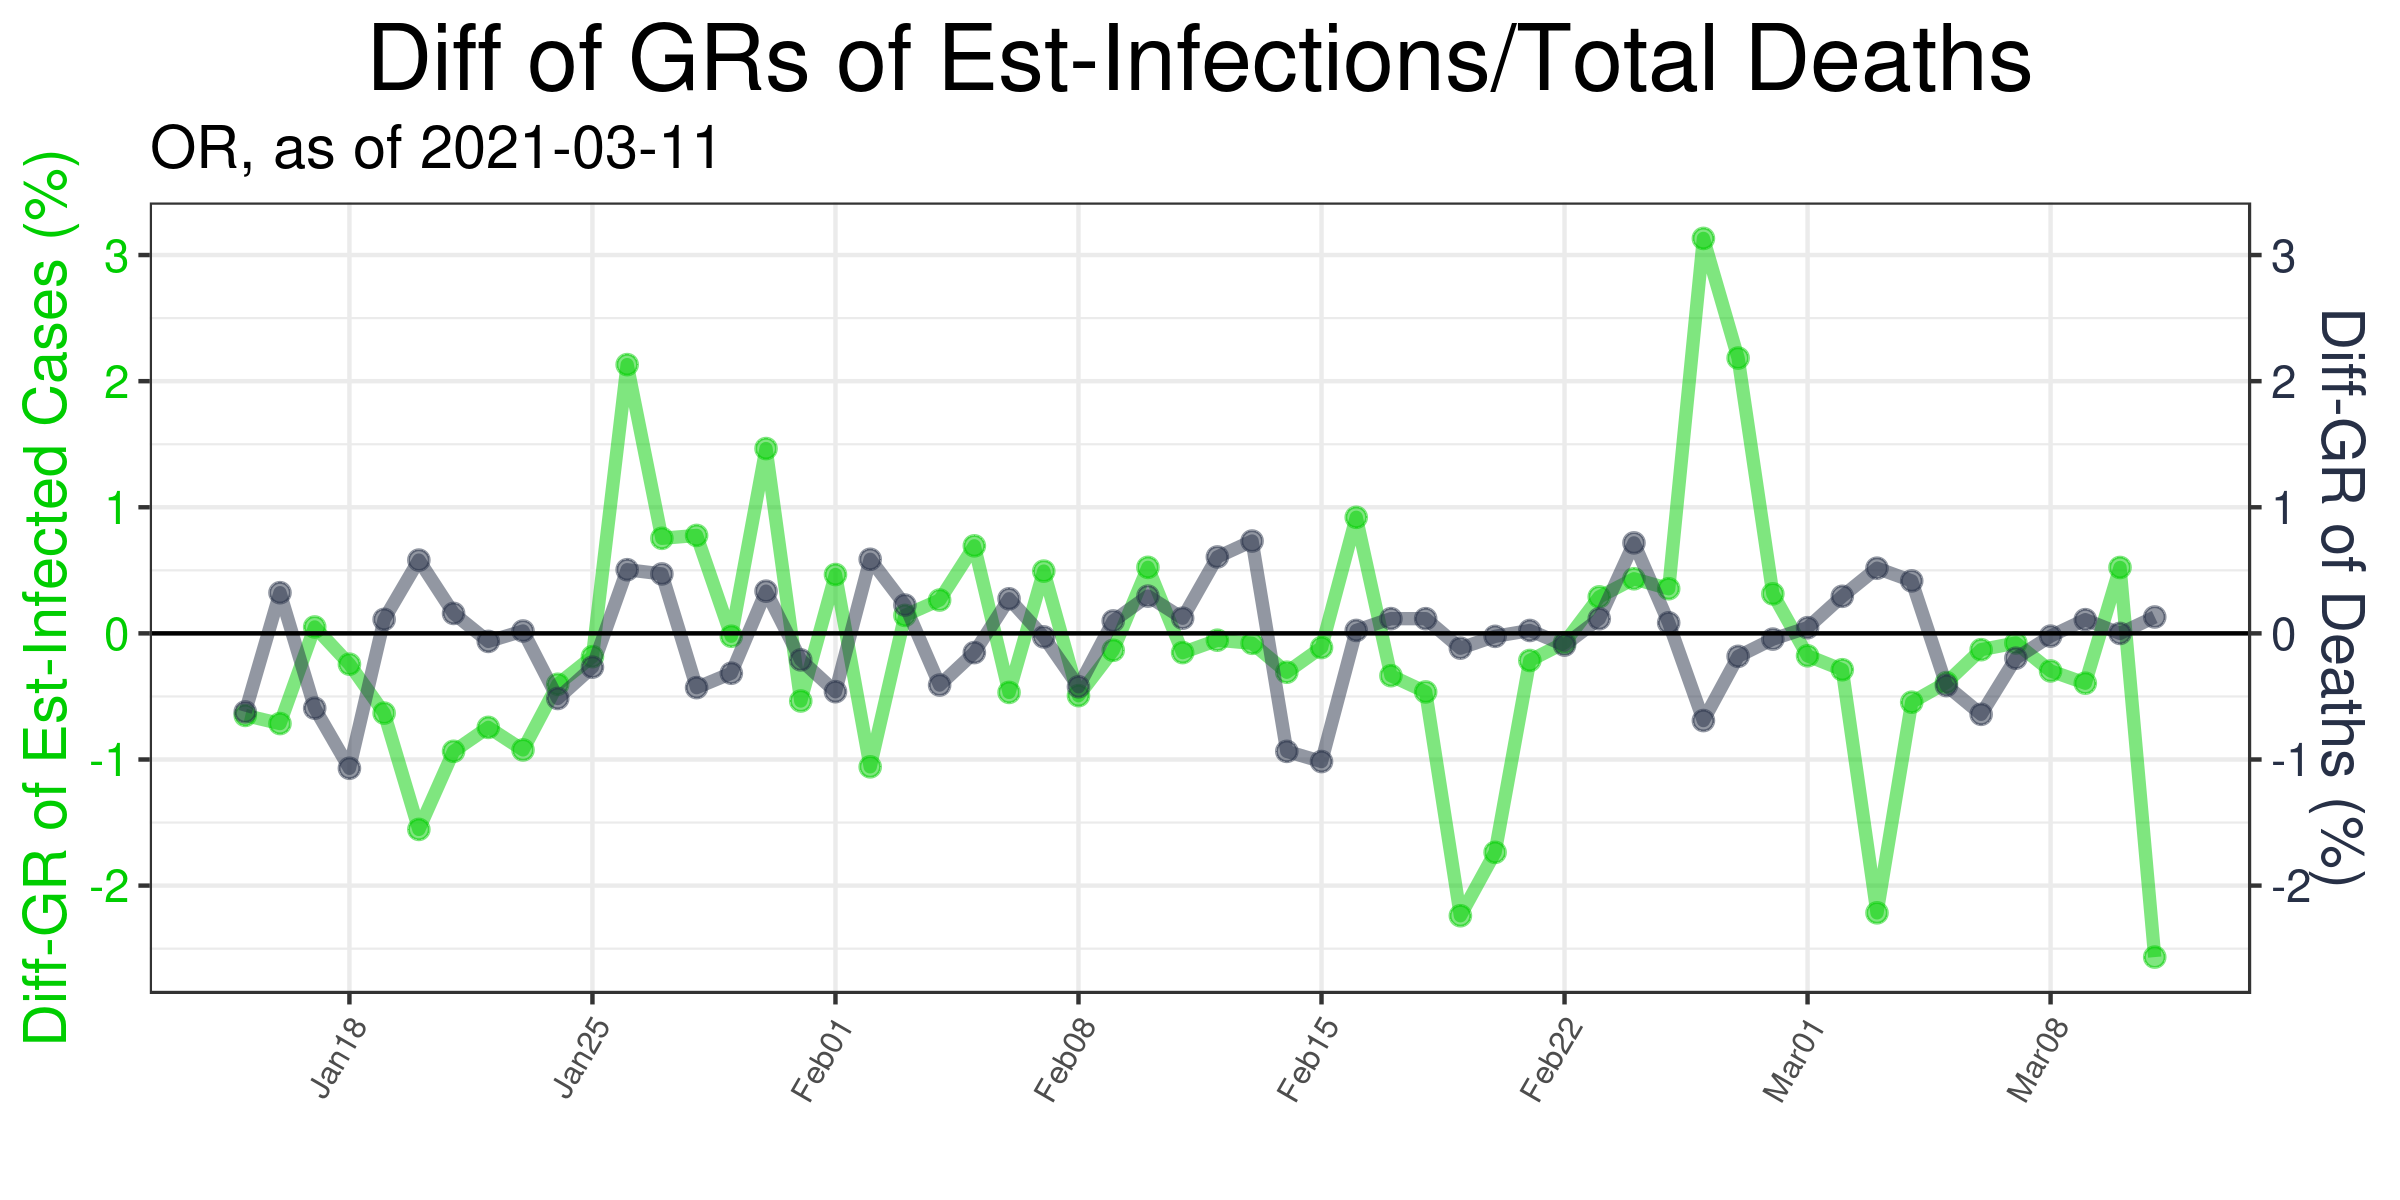 Diff of GRs of Est-Infections/Total Deaths
OR, as of 2021-03-11
Diff-GR of Est-Infected Cases (%)
3
2
1
0
-1
-2
3
2
1
0
-1
-2
Diff-GR of Deaths (%)
Jan18
Jan25
Feb01
Feb08
Feb15
Feb22
Mar01
Mar08